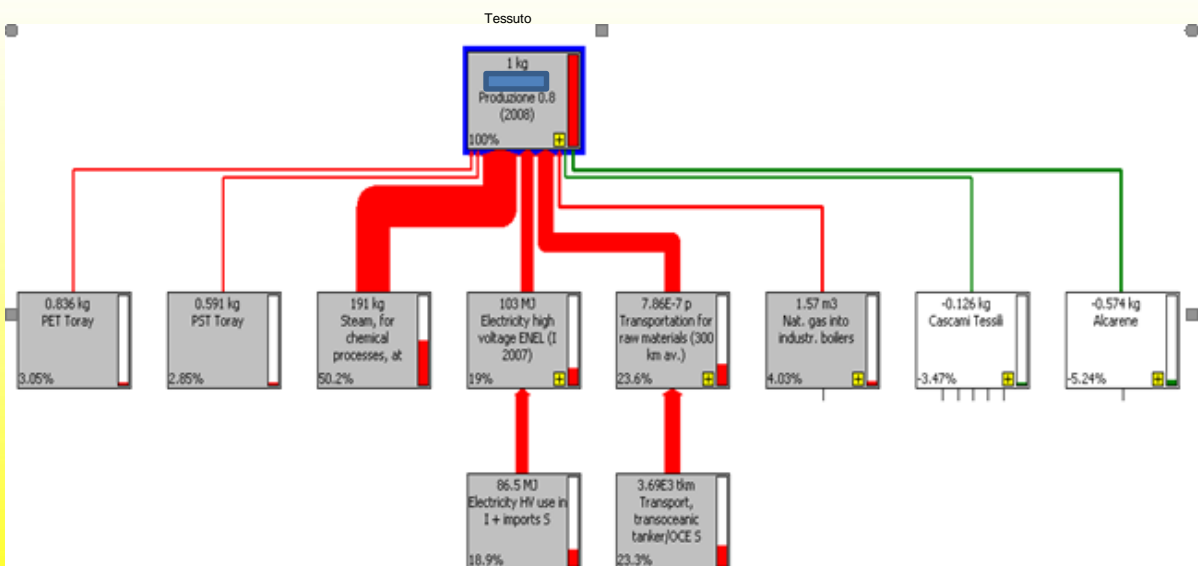 Tessuto
1 kg
Produzione 0.8
(2008)
100%
0.836 kg
PET Toray
3.05%
0.591 kg
PST Toray
2.85%
191 kg
Steam, for
chemical
processes, at
50.2%
103 MJ
Electricity high
voltage ENEL (I
2007)
19%
7.86E-7 p
Transportation for
raw materials (300
km av.)
23.6%
1.57 m3
Nat. gas into
industr. boilers
4.03%
-0.126 kg
Cascami Tessili
-3.47%
-0.574 kg
Alcarene
-5.24%
86.5 MJ
Electricity HV use in
I + imports S
18.9%
3.69E3 tkm
Transport,
transoceanic
tanker/OCE S
23.3%